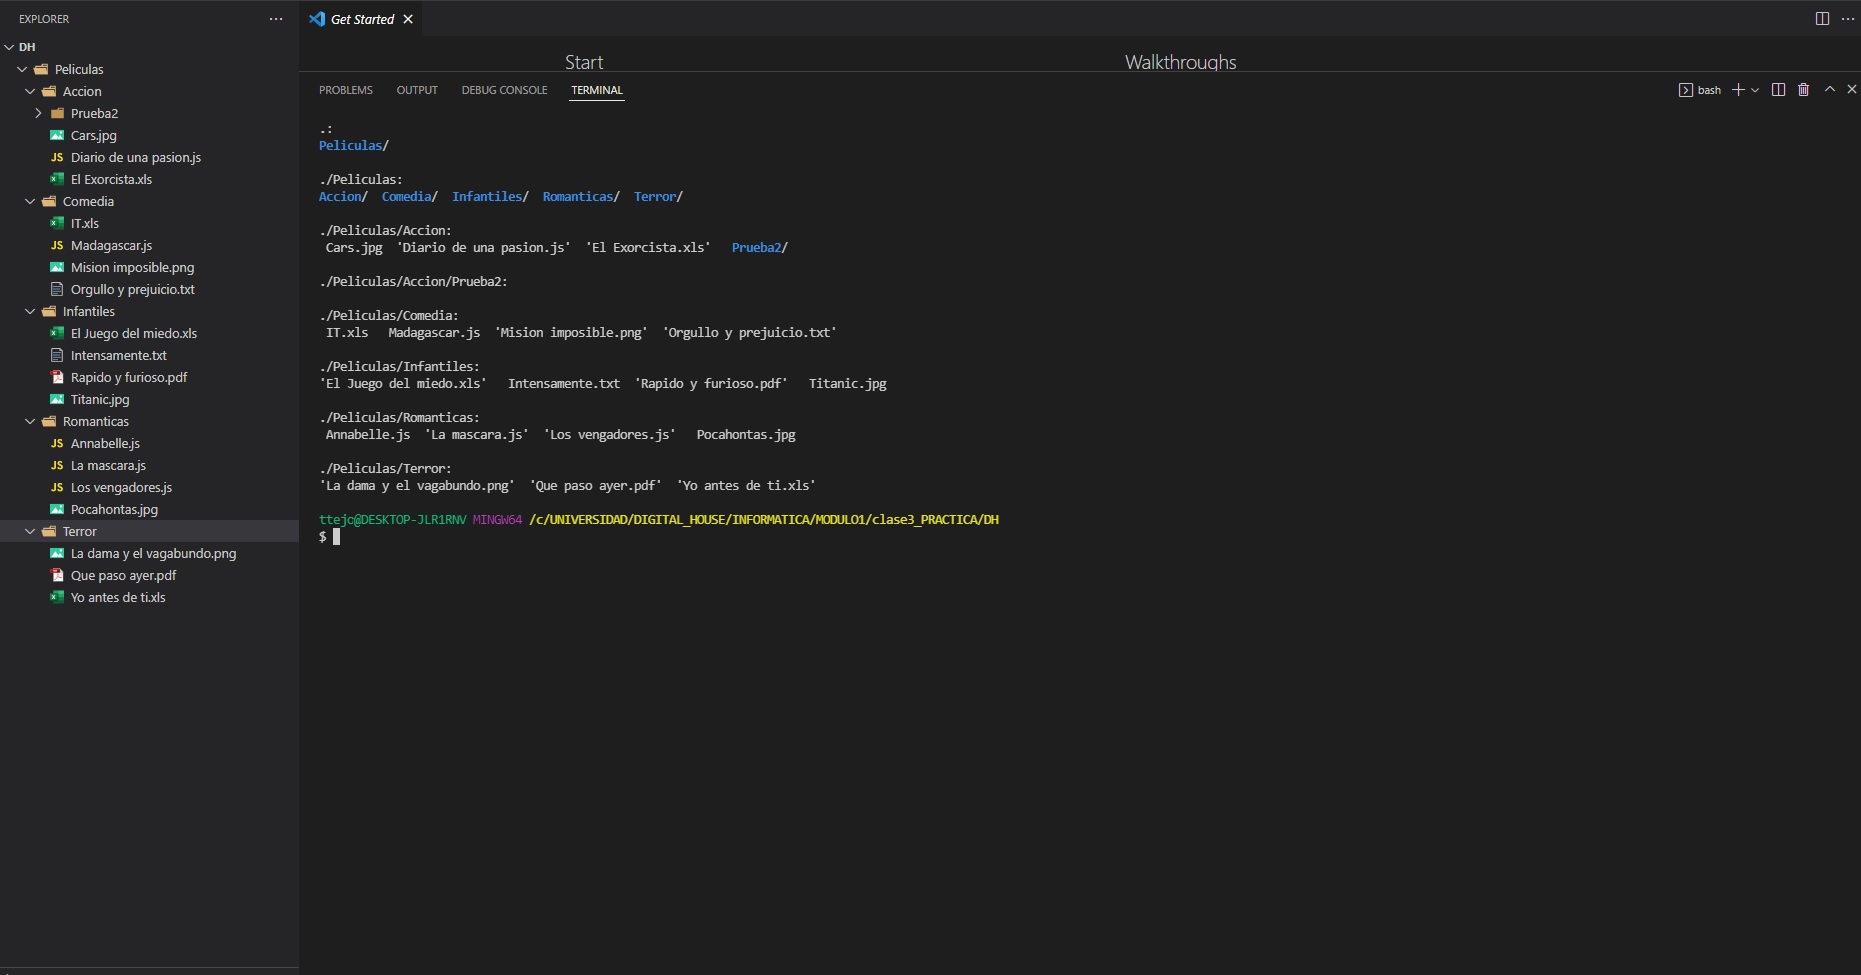 EXPLORER
DH
Peliculas
Accion
Prueba2
Cars.jpg
JS Diario de una pasion.js
El Exorcista.xls
Comedia
IT.xls
JS Madagascar.js
Mision imposible.png
Orgullo y prejuicio.txt
Infantiles
El Juego del miedo.xls
Intensamente.txt
Rapido y furioso.pdf
Titanic.jpg
Romanticas
JS Annabelle.js
JS La mascara.js
JS Los vengadores.js
Pocahontas.jpg
Terror
La dama y el vagabundo.png
Que paso ayer.pdf
Yo antes de ti.xls
Get Started
Start Walkthroughs
PROBLEMS OUTPUT DEBUG CONSOLE TERMINAL bash
.:
Peliculas/
./Peliculas:
Accion/ Comedia/ Infantiles/ Romanticas/ Terror/
./Peliculas/Accion:
Cars.jpg 'Diario de una pasion.js' 'El Exorcista.xls' Prueba2/
./Peliculas/Accion/Prueba2:
./Peliculas/Comedia:
IT.xls Madagascar.js 'Mision imposible.png' 'Orgullo y prejuicio.txt'
./Peliculas/Infantiles:
'El Juego del miedo.xls' Intensamente.txt 'Rapido y furioso.pdf' Titanic.jpg
./Peliculas/Romanticas:
Annabelle.js 'La mascara.js' 'Los vengadores.js' Pocahontas.jpg
./Peliculas/Terror:
'La dama y el vagabundo.png' 'Que paso ayer.pdf' 'Yo antes de ti.xls'
ttejo@DESKTOP-JLR1RNV MINGW64 /c/UNIVERSIDAD/DIGITAL_HOUSE/INFORMATICA/MODULO1/clase3_PRACTICA/DH
$